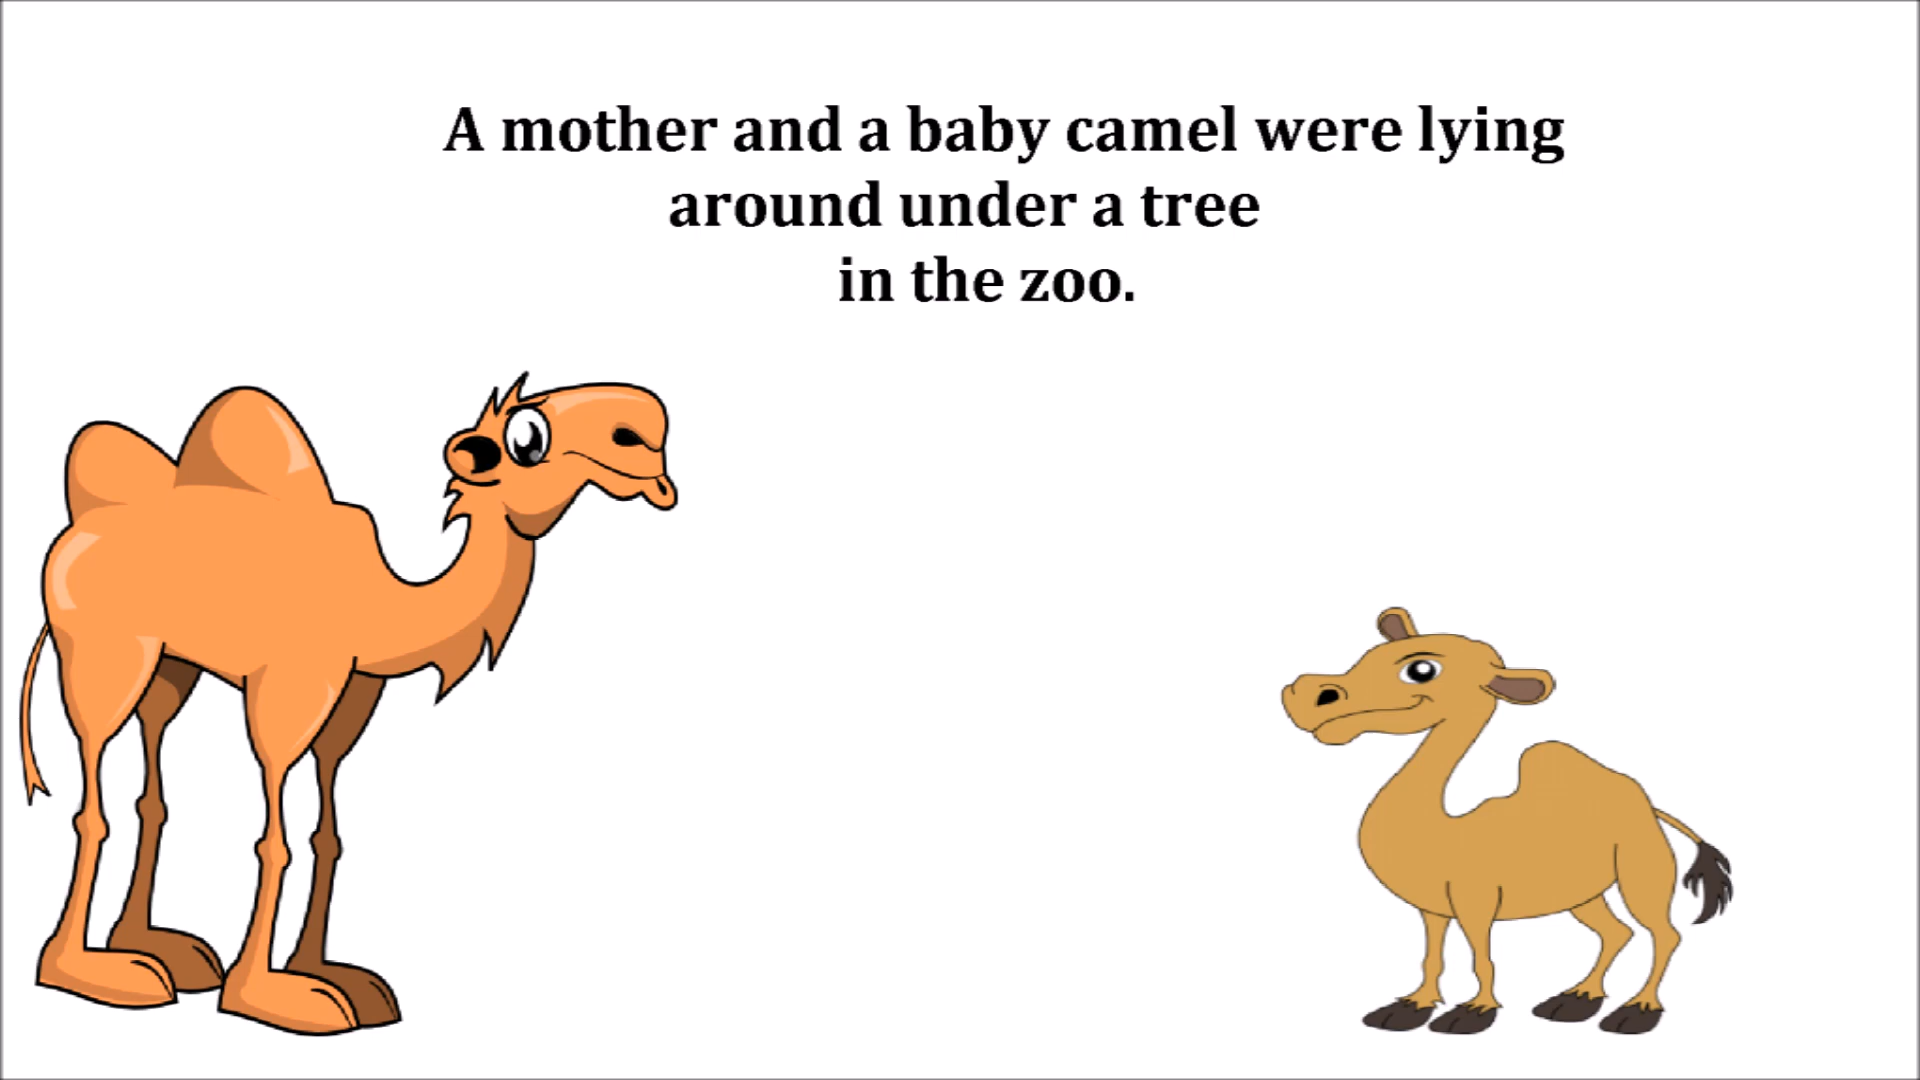 A mother and a baby camel were lying
around under a tree
in the zoo.